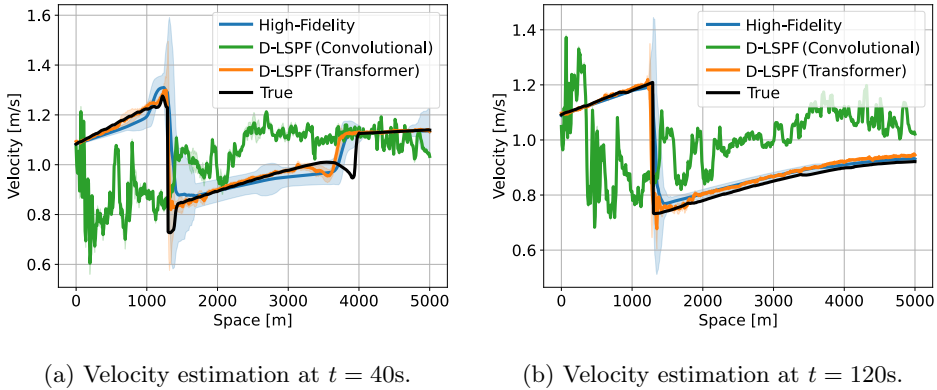 High-Fidelity
D-LSPF (Convolutional)
D-LSPF (Transformer)
True
1.6
1.4
1.2
1.0
0.8
0.6
Velocity [m/s]
0 1000 2000 3000 4000 5000
Space [m]
(a) Velocity estimation at t = 40s.
High-Fidelity
D-LSPF (Convolutional)
D-LSPF (Transformer)
True
1.4
1.2
1.0
0.8
0.6
Velocity [m/s]
0 1000 2000 3000 4000 5000
Space [m]
(b) Velocity estimation at t = 120s.